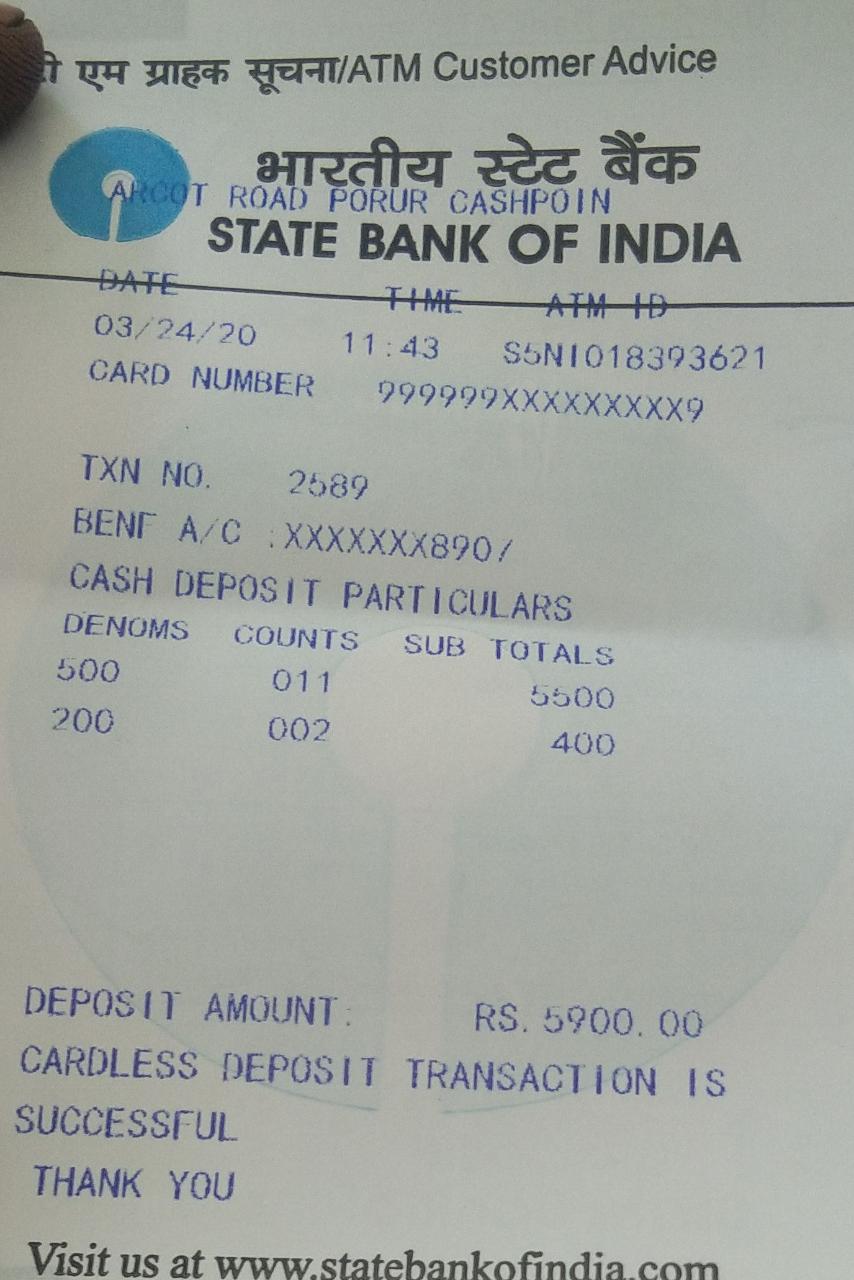 एम ग्राहक सूचना/ATM Customer Advice
भारतीय स्टेट बैंक
ARCOT ROAD PORUR CASHPOIN
STATE BANK OF INDIA
DATE TIME ATM ID
03/24/20 11:43 S5NI018393621
CARD NUMBER 999999XXXXXXXXXX9
TXN NO. 2589
BENF A/C :XXXXXXX8907
CASH DEPOSIT PARTICULARS
DENOMS COUNTS SUB TOTALS
500 011 5500
200 002 400
DEPOSIT AMOUNT: RS. 5900.00
CARDLESS DEPOSIT TRANSACTION IS
SUCCESSFUL
THANK YOU
Visit us at www.statebankofindia.com